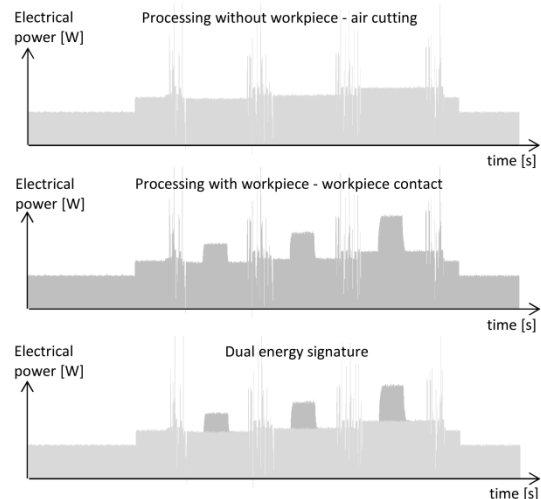 Electrical
power [W]
Processing without workpiece - air cutting
time [s]
Electrical
power [W]
Processing with workpiece - workpiece contact
time [s]
Electrical
power [W]
Dual energy signature
time [s]